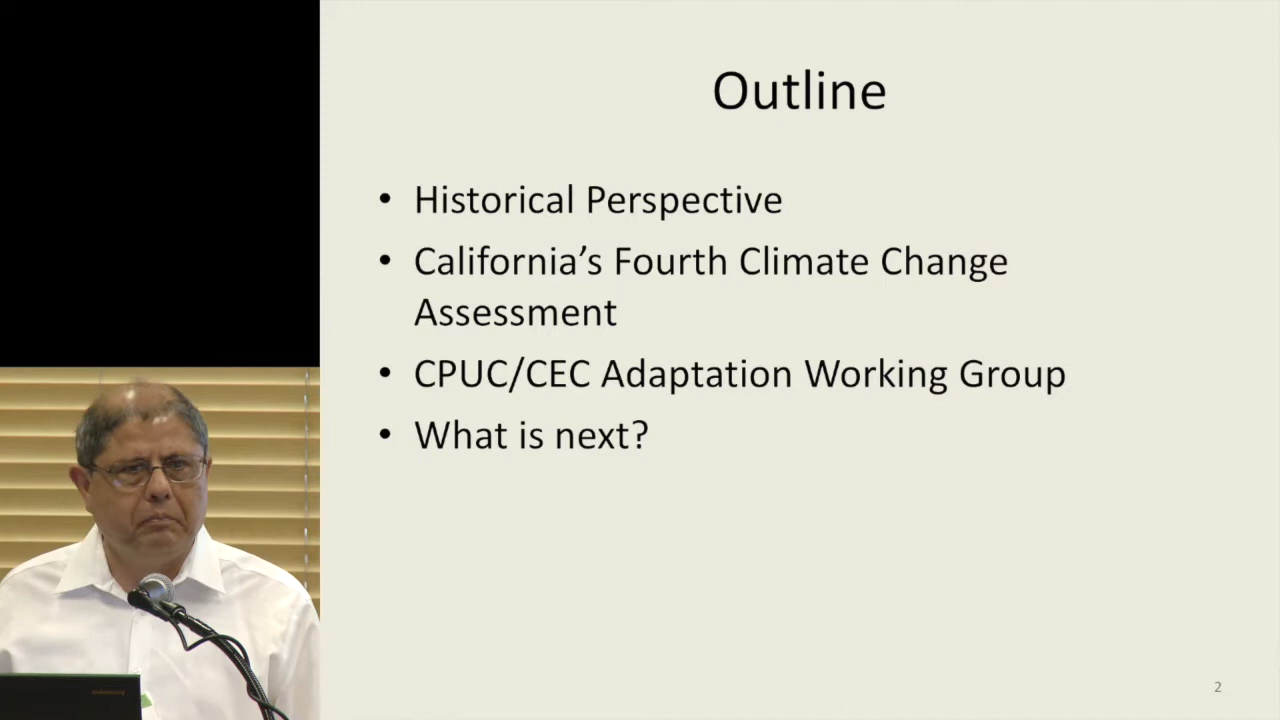 Outline
• Historical Perspective
• California’s Fourth Climate Change
Assessment
• CPUC/CEC Adaptation Working Group
• What is next?
2